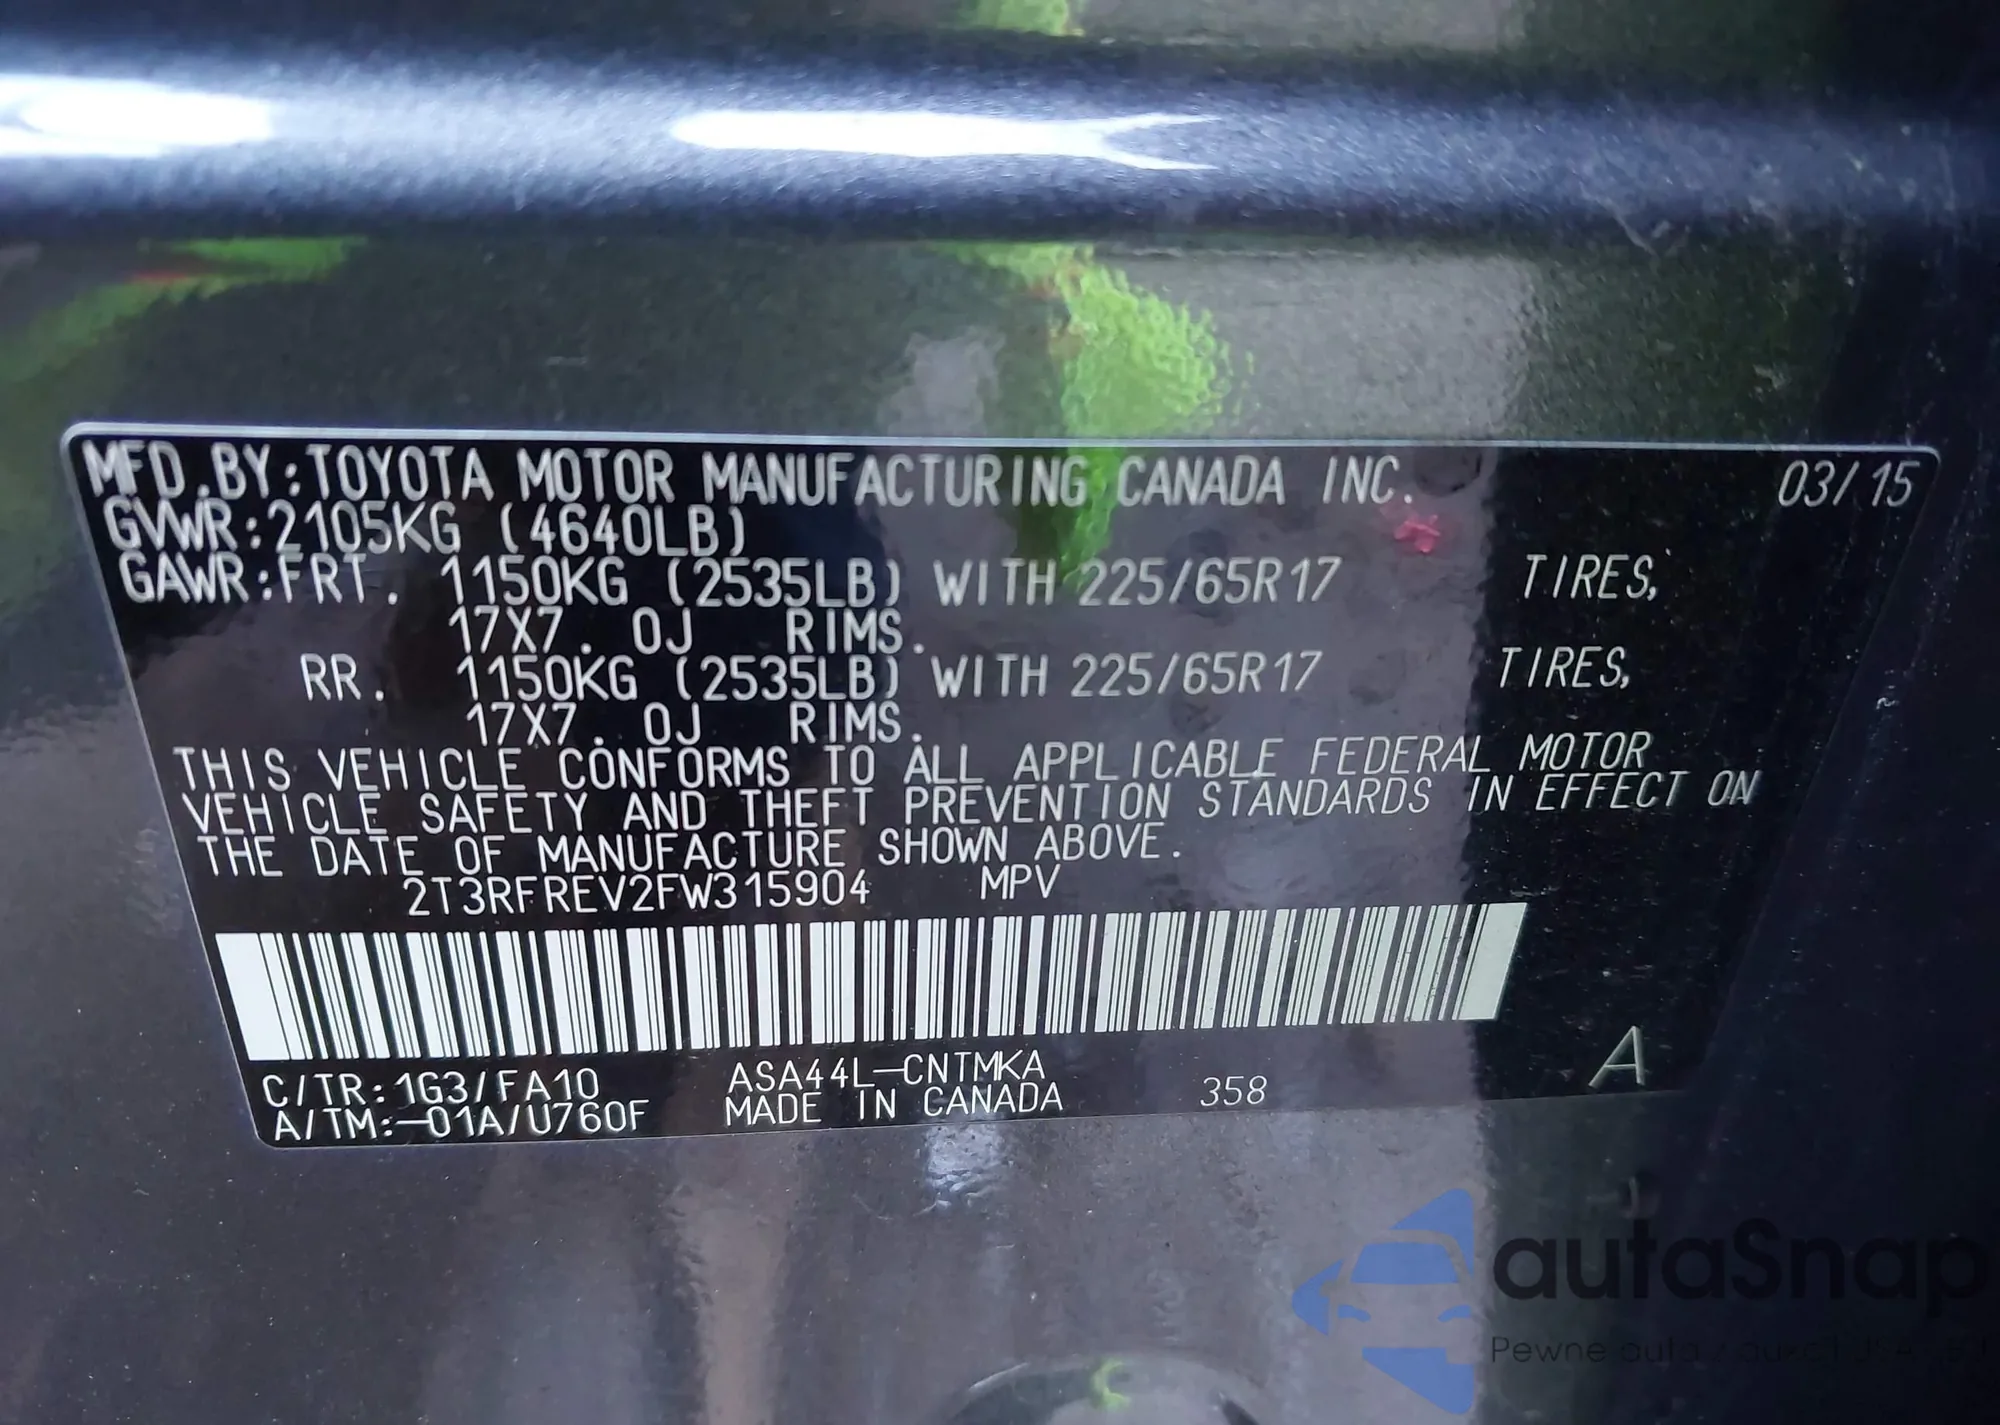 MFD.BY:TOYOTA MOTOR MANUFACTURING CANADA INC. 03/15
GVWR:2105KG (4640LB)
GAWR:FRT. 1150KG (2535LB) WITH 225/65R17 TIRES,
17X7.0J RIMS.
RR. 1150KG (2535LB) WITH 225/65R17 TIRES,
17X7.0J RIMS.
THIS VEHICLE CONFORMS TO ALL APPLICABLE FEDERAL MOTOR
VEHICLE SAFETY AND THEFT PREVENTION STANDARDS IN EFFECT ON
THE DATE OF MANUFACTURE SHOWN ABOVE.
2T3RFREV2FW315904 MPV
C/TR:1G3/FA10 ASA44L-CNTMKA 358 A
A/TM:-01A/U760F MADE IN CANADA
autaSnap
Pewne auta z